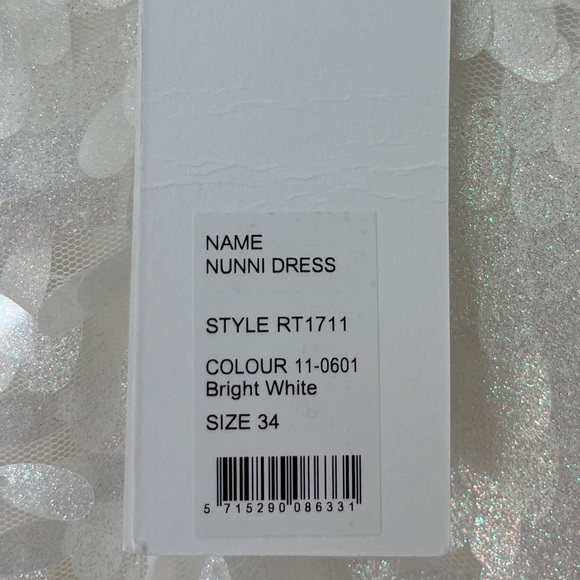 NAME
NUNNI DRESS
STYLE RT1711
COLOUR 11-0601
Bright White
SIZE 34
5 715290 086331